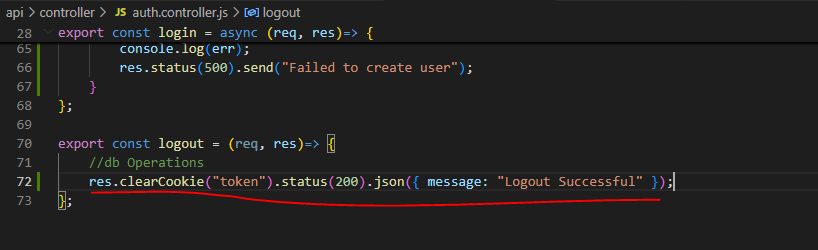 api > controller > JS auth.controller.js > logout
28 export const login = async (req, res)=> {
65 console.log(err);
66 res.status(500).send("Failed to create user");
67 }
68 };
69
70 export const logout = (req, res)=> {
71 //db Operations
72 res.clearCookie("token").status(200).json({ message: "Logout Successful" });
73 };